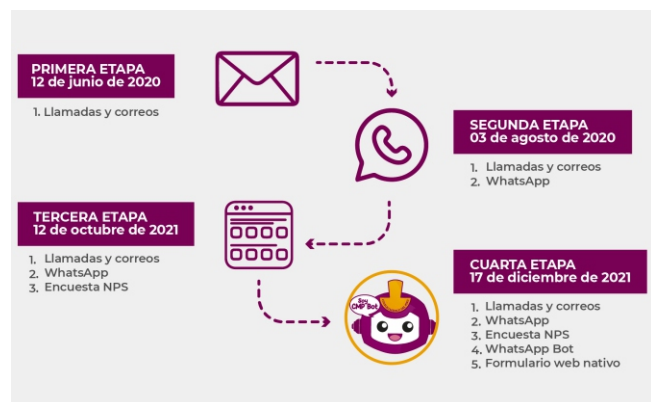 PRIMERA ETAPA
12 de junio de 2020
1. Llamadas y correos
SEGUNDA ETAPA
03 de agosto de 2020
1. Llamadas y correos
2. WhatsApp
TERCERA ETAPA
12 de octubre de 2021
1. Llamadas y correos
2. WhatsApp
3. Encuesta NPS
Soy
CMP Bot
CUARTA ETAPA
17 de diciembre de 2021
1. Llamadas y correos
2. WhatsApp
3. Encuesta NPS
4. WhatsApp Bot
5. Formulario web nativo